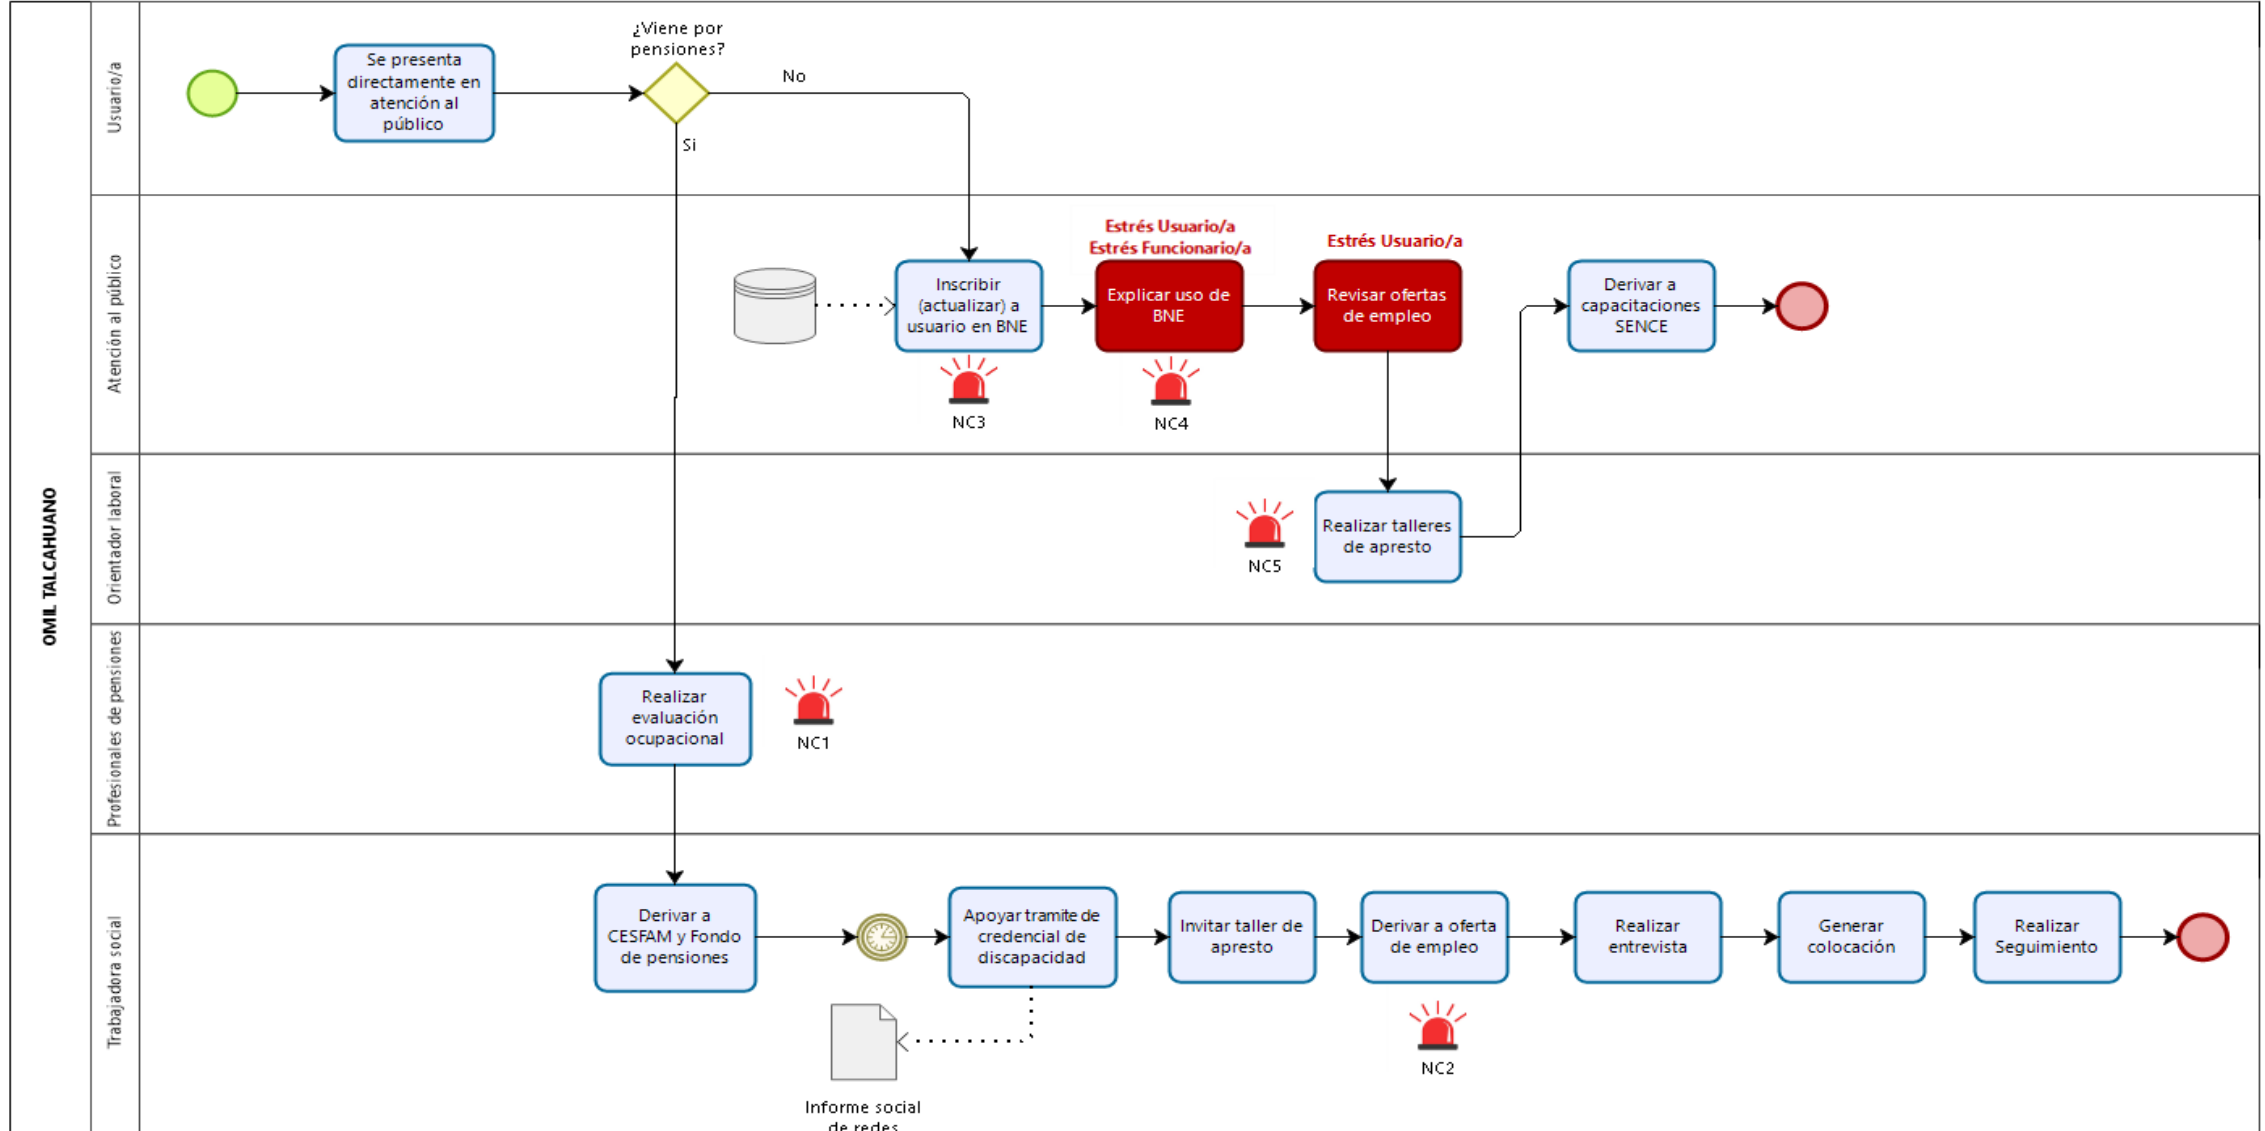 OMIL TALCAHUANO
Usuario/a
Se presenta
directamente en
atención al
público
¿Viene por
pensiones?
No
Si
Atención al público
Inscribir
(actualizar) a
usuario en BNE
NC3
Estrés Usuario/a
Estrés Funcionario/a
Explicar uso de
BNE
NC4
Estrés Usuario/a
Revisar ofertas
de empleo
Derivar a
capacitaciones
SENCE
Orientador laboral
NC5
Realizar talleres
de apresto
Profesionales de pensiones
Realizar
evaluación
ocupacional
NC1
Trabajadora social
Derivar a
CESFAM y Fondo
de pensiones
Apoyar tramite de
credencial de
discapacidad
Informe social
de redes
Invitar taller de
apresto
Derivar a oferta
de empleo
NC2
Realizar
entrevista
Generar
colocación
Realizar
Seguimiento